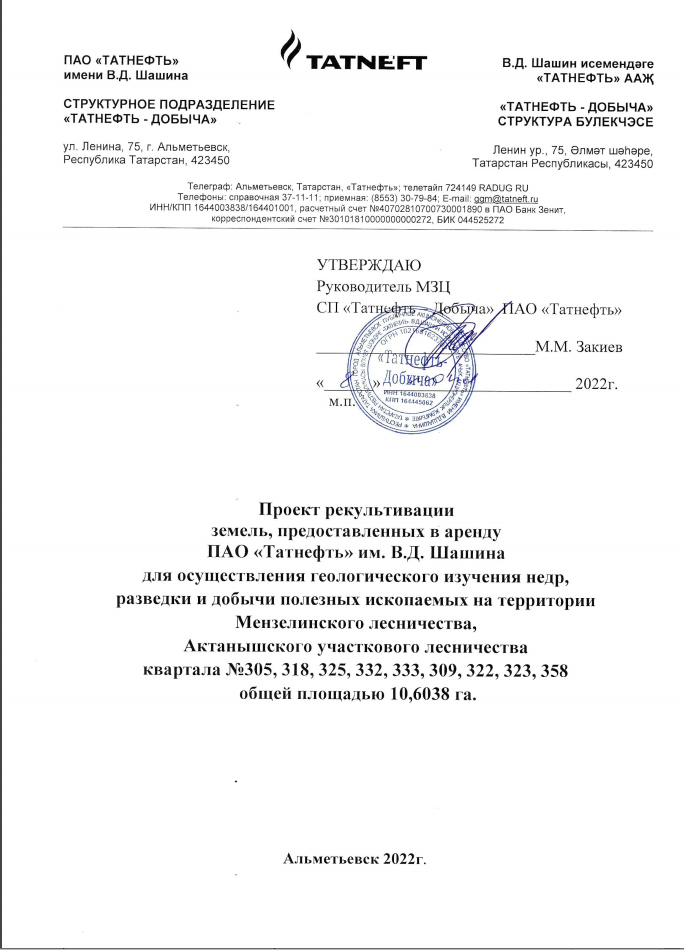 ПАО «ТАТНЕФТЬ»
имени В.Д. Шашина
СТРУКТУРНОЕ ПОДРАЗДЕЛЕНИЕ
«ТАТНЕФТЬ - ДОБЫЧА»
ул. Ленина, 75, г. Альметьевск,
Республика Татарстан, 423450
TATNEFT
В.Д. Шашин исемендәге
«ТАТНЕФТЬ» ААҖ
«ТАТНЕФТЬ - ДОБЫЧА»
СТРУКТУРА БУЛЕКЧЭСЕ
Ленин ур., 75, Әлмәт шәһәре,
Татарстан Республикасы, 423450
Телеграф: Альметьевск, Татарстан, «Татнефть»; телетайп 724149 RADUG RU
Телефоны: справочная 37-11-11; приемная: (8553) 30-79-84; E-mail: ggm@tatneft.ru
ИНН/КПП 1644003838/164401001, расчетный счет №40702810700730001890 в ПАО Банк Зенит,
корреспондентский счет №30101810000000000272, БИК 044525272
УТВЕРЖДАЮ
Руководитель МЗЦ
СП «Татнефть – Добыча» ПАО «Татнефть»
М.М. Закиев
«Татнефть-
Добыча»
ИНН 1644003838
КПП 164445062
« 8 » 2022г.
м.п.
Проект рекультивации
земель, предоставленных в аренду
ПАО «Татнефть» им. В.Д. Шашина
для осуществления геологического изучения недр,
разведки и добычи полезных ископаемых на территории
Мензелинского лесничества,
Актанышского участкового лесничества
квартала №305, 318, 325, 332, 333, 309, 322, 323, 358
общей площадью 10,6038 га.
Альметьевск 2022г.